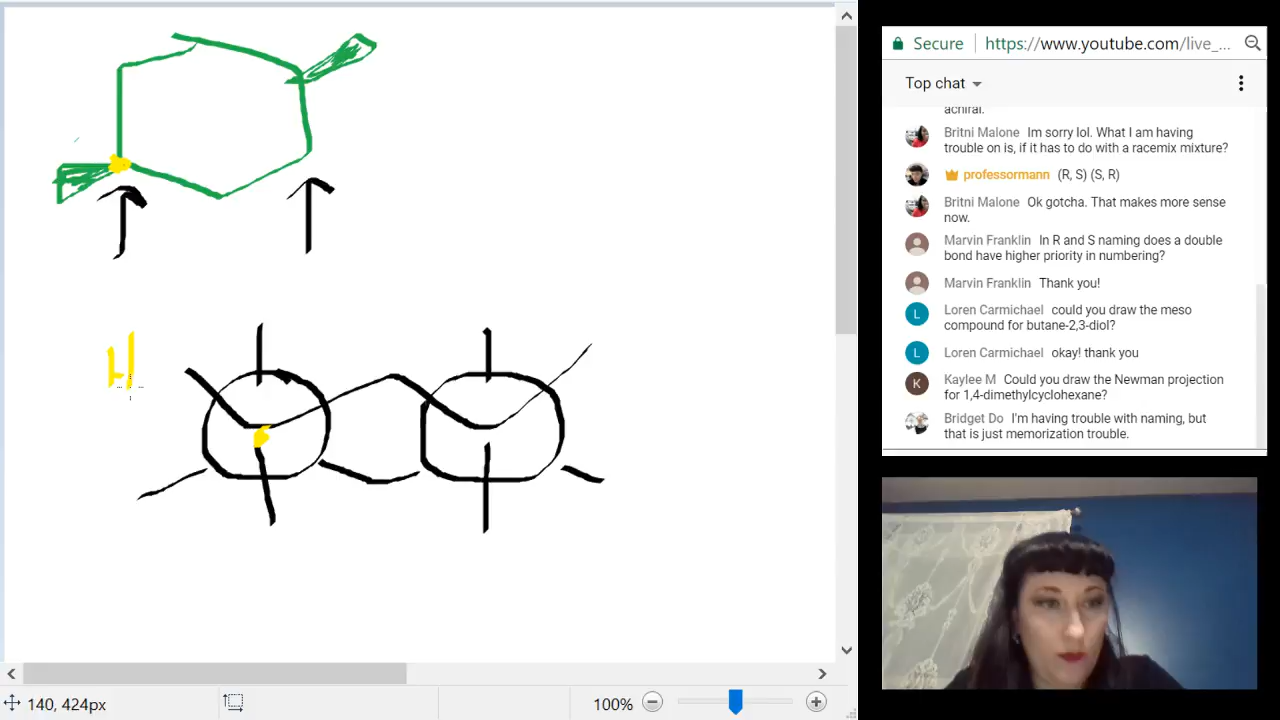 Secure
https://www.youtube.com/live_...
Top chat
achiral.
Britni Malone Im sorry lol. What I am having
trouble on is, if it has to do with a racemix mixture?
professormann (R, S) (S, R)
Britni Malone Ok gotcha. That makes more sense
now.
Marvin Franklin In R and S naming does a double
bond have higher priority in numbering?
Marvin Franklin Thank you!
L Loren Carmichael could you draw the meso
compound for butane-2,3-diol?
L Loren Carmichael okay! thank you
K Kaylee M Could you draw the Newman projection
for 1,4-dimethylcyclohexane?
Bridget Do I'm having trouble with naming, but
that is just memorization trouble.
H
140, 424px
100%